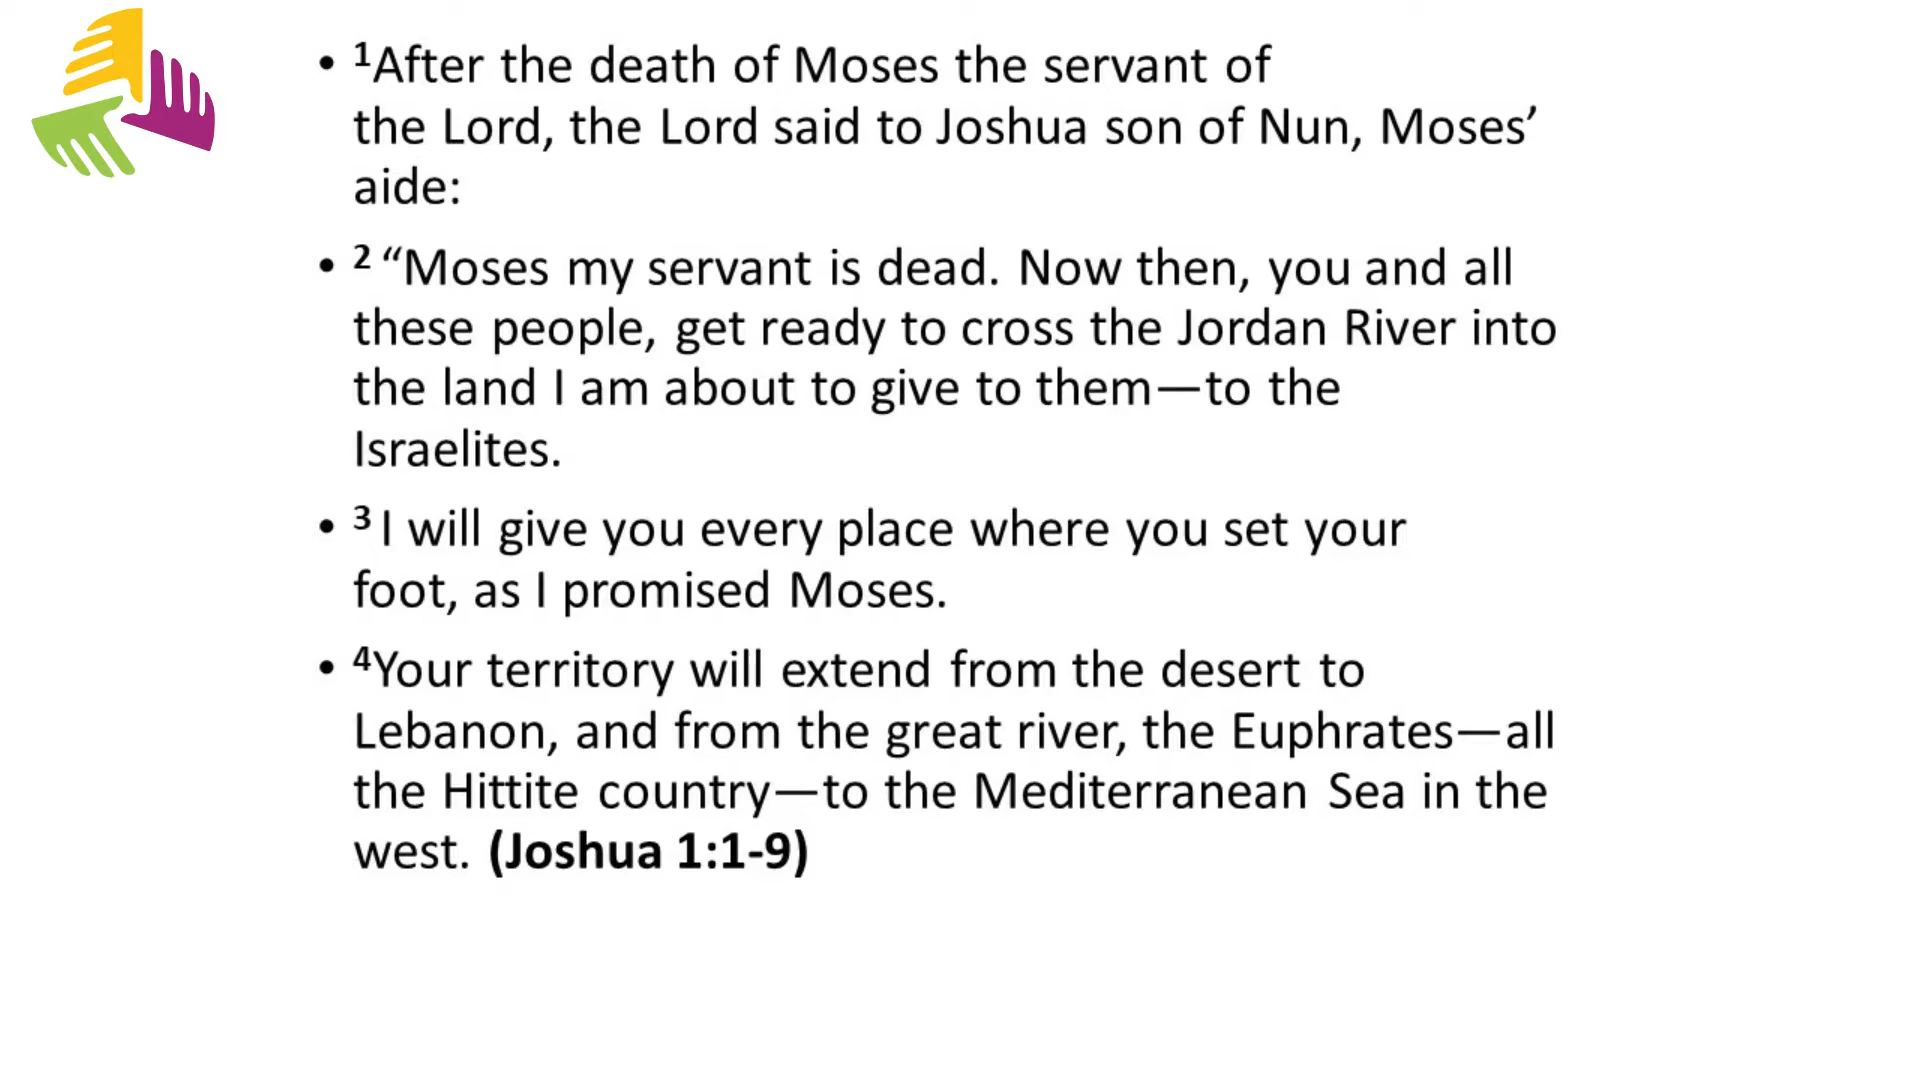 • ¹After the death of Moses the servant of
the Lord, the Lord said to Joshua son of Nun, Moses’
aide:
• ² “Moses my servant is dead. Now then, you and all
these people, get ready to cross the Jordan River into
the land I am about to give to them—to the
Israelites.
• ³ I will give you every place where you set your
foot, as I promised Moses.
• ⁴Your territory will extend from the desert to
Lebanon, and from the great river, the Euphrates—all
the Hittite country—to the Mediterranean Sea in the
west. (Joshua 1:1-9)